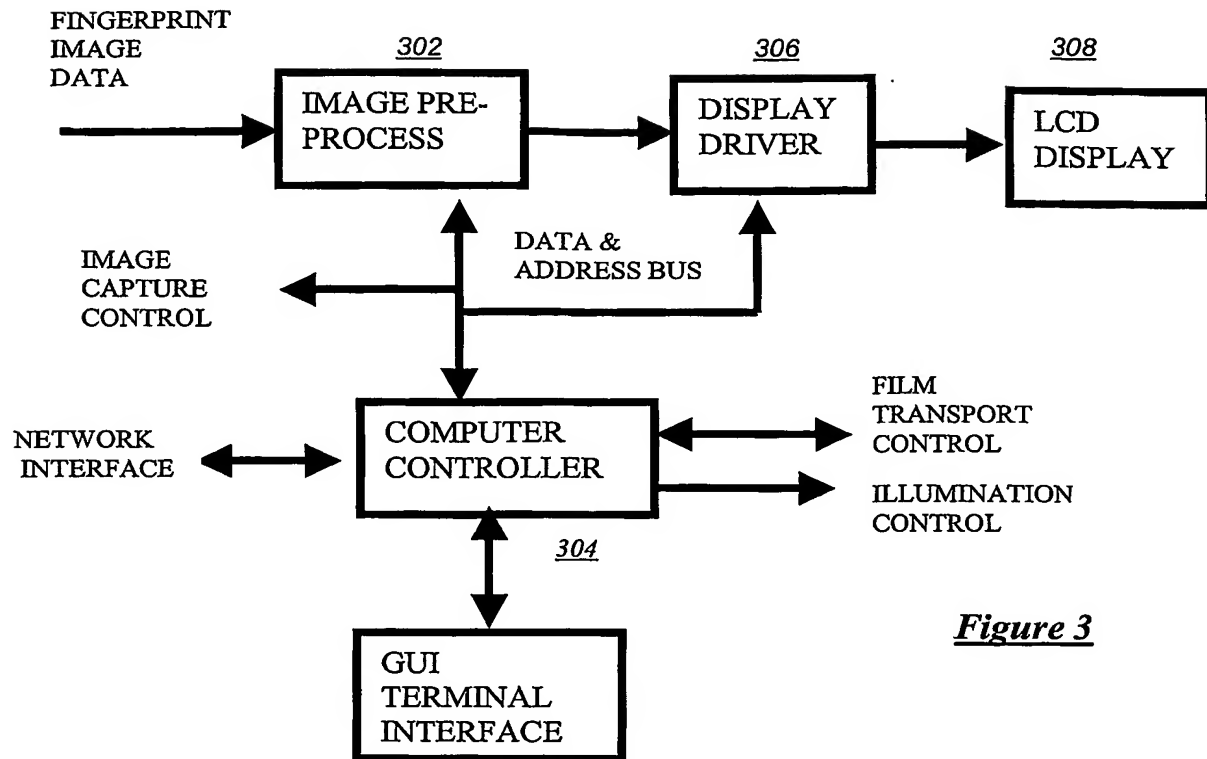 FINGERPRINT
IMAGE
DATA
302
IMAGE PRE-
PROCESS
306
DISPLAY
DRIVER
308
LCD
DISPLAY
IMAGE
CAPTURE
CONTROL
DATA &
ADDRESS BUS
NETWORK
INTERFACE
COMPUTER
CONTROLLER
304
FILM
TRANSPORT
CONTROL
ILLUMINATION
CONTROL
GUI
TERMINAL
INTERFACE
Figure 3